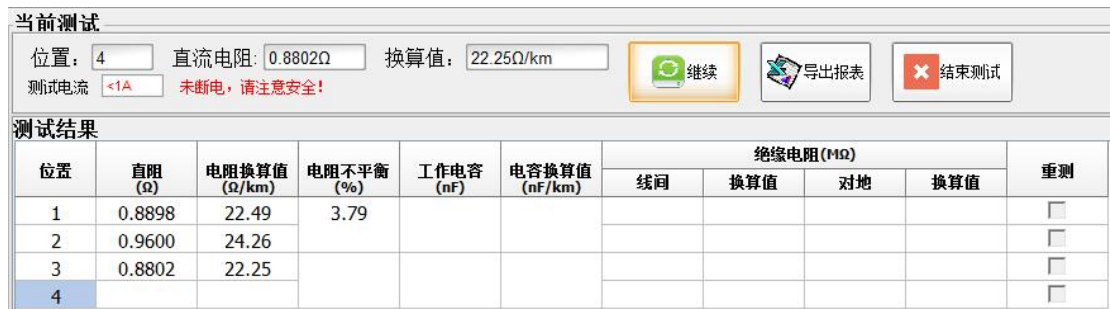 当前测试
位置: 4 直流电阻: 0.8802Ω 换算值: 22.25Ω/km 继续 导出报表 结束测试
测试电流 <1A 未断电，请注意安全!
测试结果
位置 直阻(Ω) 电阻换算值(Ω/km) 电阻不平衡(%) 工作电容(nF) 电容换算值(nF/km) 绝缘电阻(MΩ) 重测
线间 换算值 对地 换算值
1 0.8898 22.49 3.79
2 0.9600 24.26
3 0.8802 22.25
4